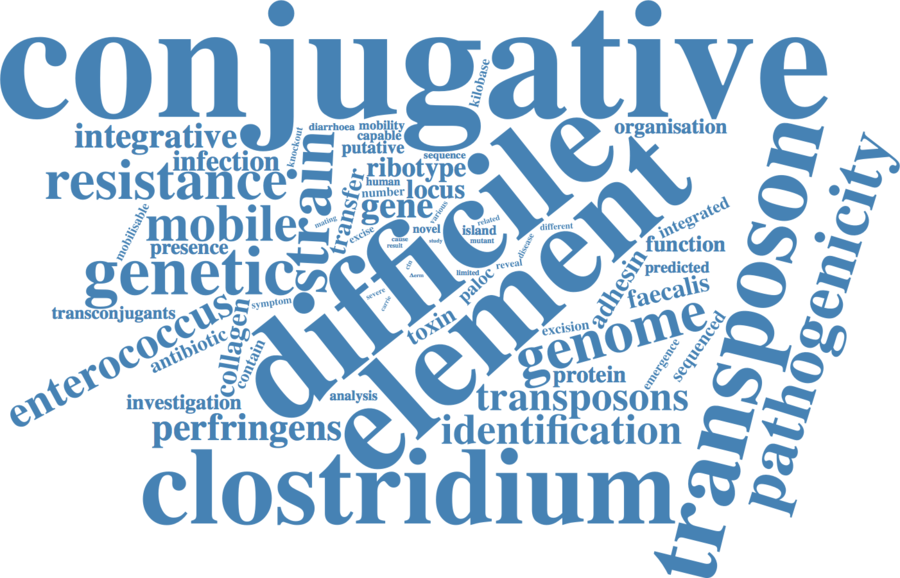 conjugative
kilobase
integrative
knockout
diarrhoea
mobility
capable
putative
organisation
infection
resistance
strain
sequence
ribotype
human
number
locus
transfer
gene
difficile
element
transposone
pathogenicity
mobilisable
mobile
presence
genetic
mating
excise
various
related
novel
island
mutant
cause
result
study
different
disease
integrated
function
predicted
adhesin
faecalis
limited
reveal
paloc
severe
symptom
transconjugants
enterococcus
antibiotic
collagen
contain
toxin
excision
genome
protein
emergence
sequenced
investigation
analysis
transposons
perfringens
identification
clostridium